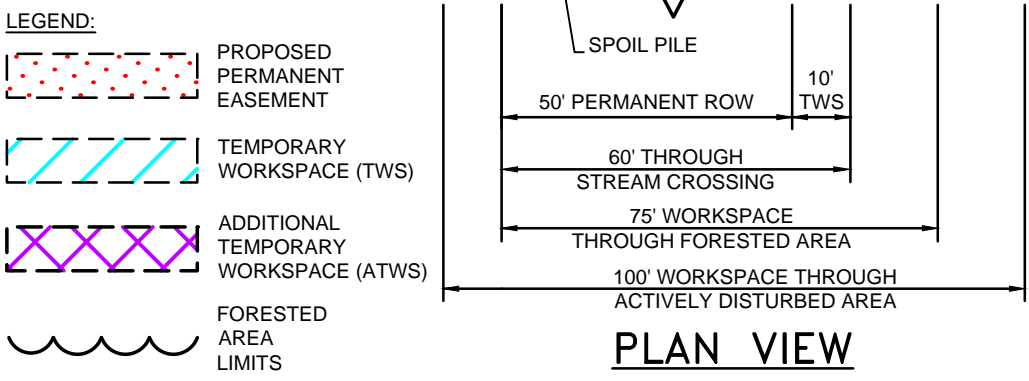 LEGEND:
PROPOSED
PERMANENT
EASEMENT
TEMPORARY
WORKSPACE (TWS)
ADDITIONAL
TEMPORARY
WORKSPACE (ATWS)
FORESTED
AREA
LIMITS
SPOIL PILE
10'
TWS
50' PERMANENT ROW
60' THROUGH
STREAM CROSSING
75' WORKSPACE
THROUGH FORESTED AREA
100' WORKSPACE THROUGH
ACTIVELY DISTURBED AREA
PLAN VIEW